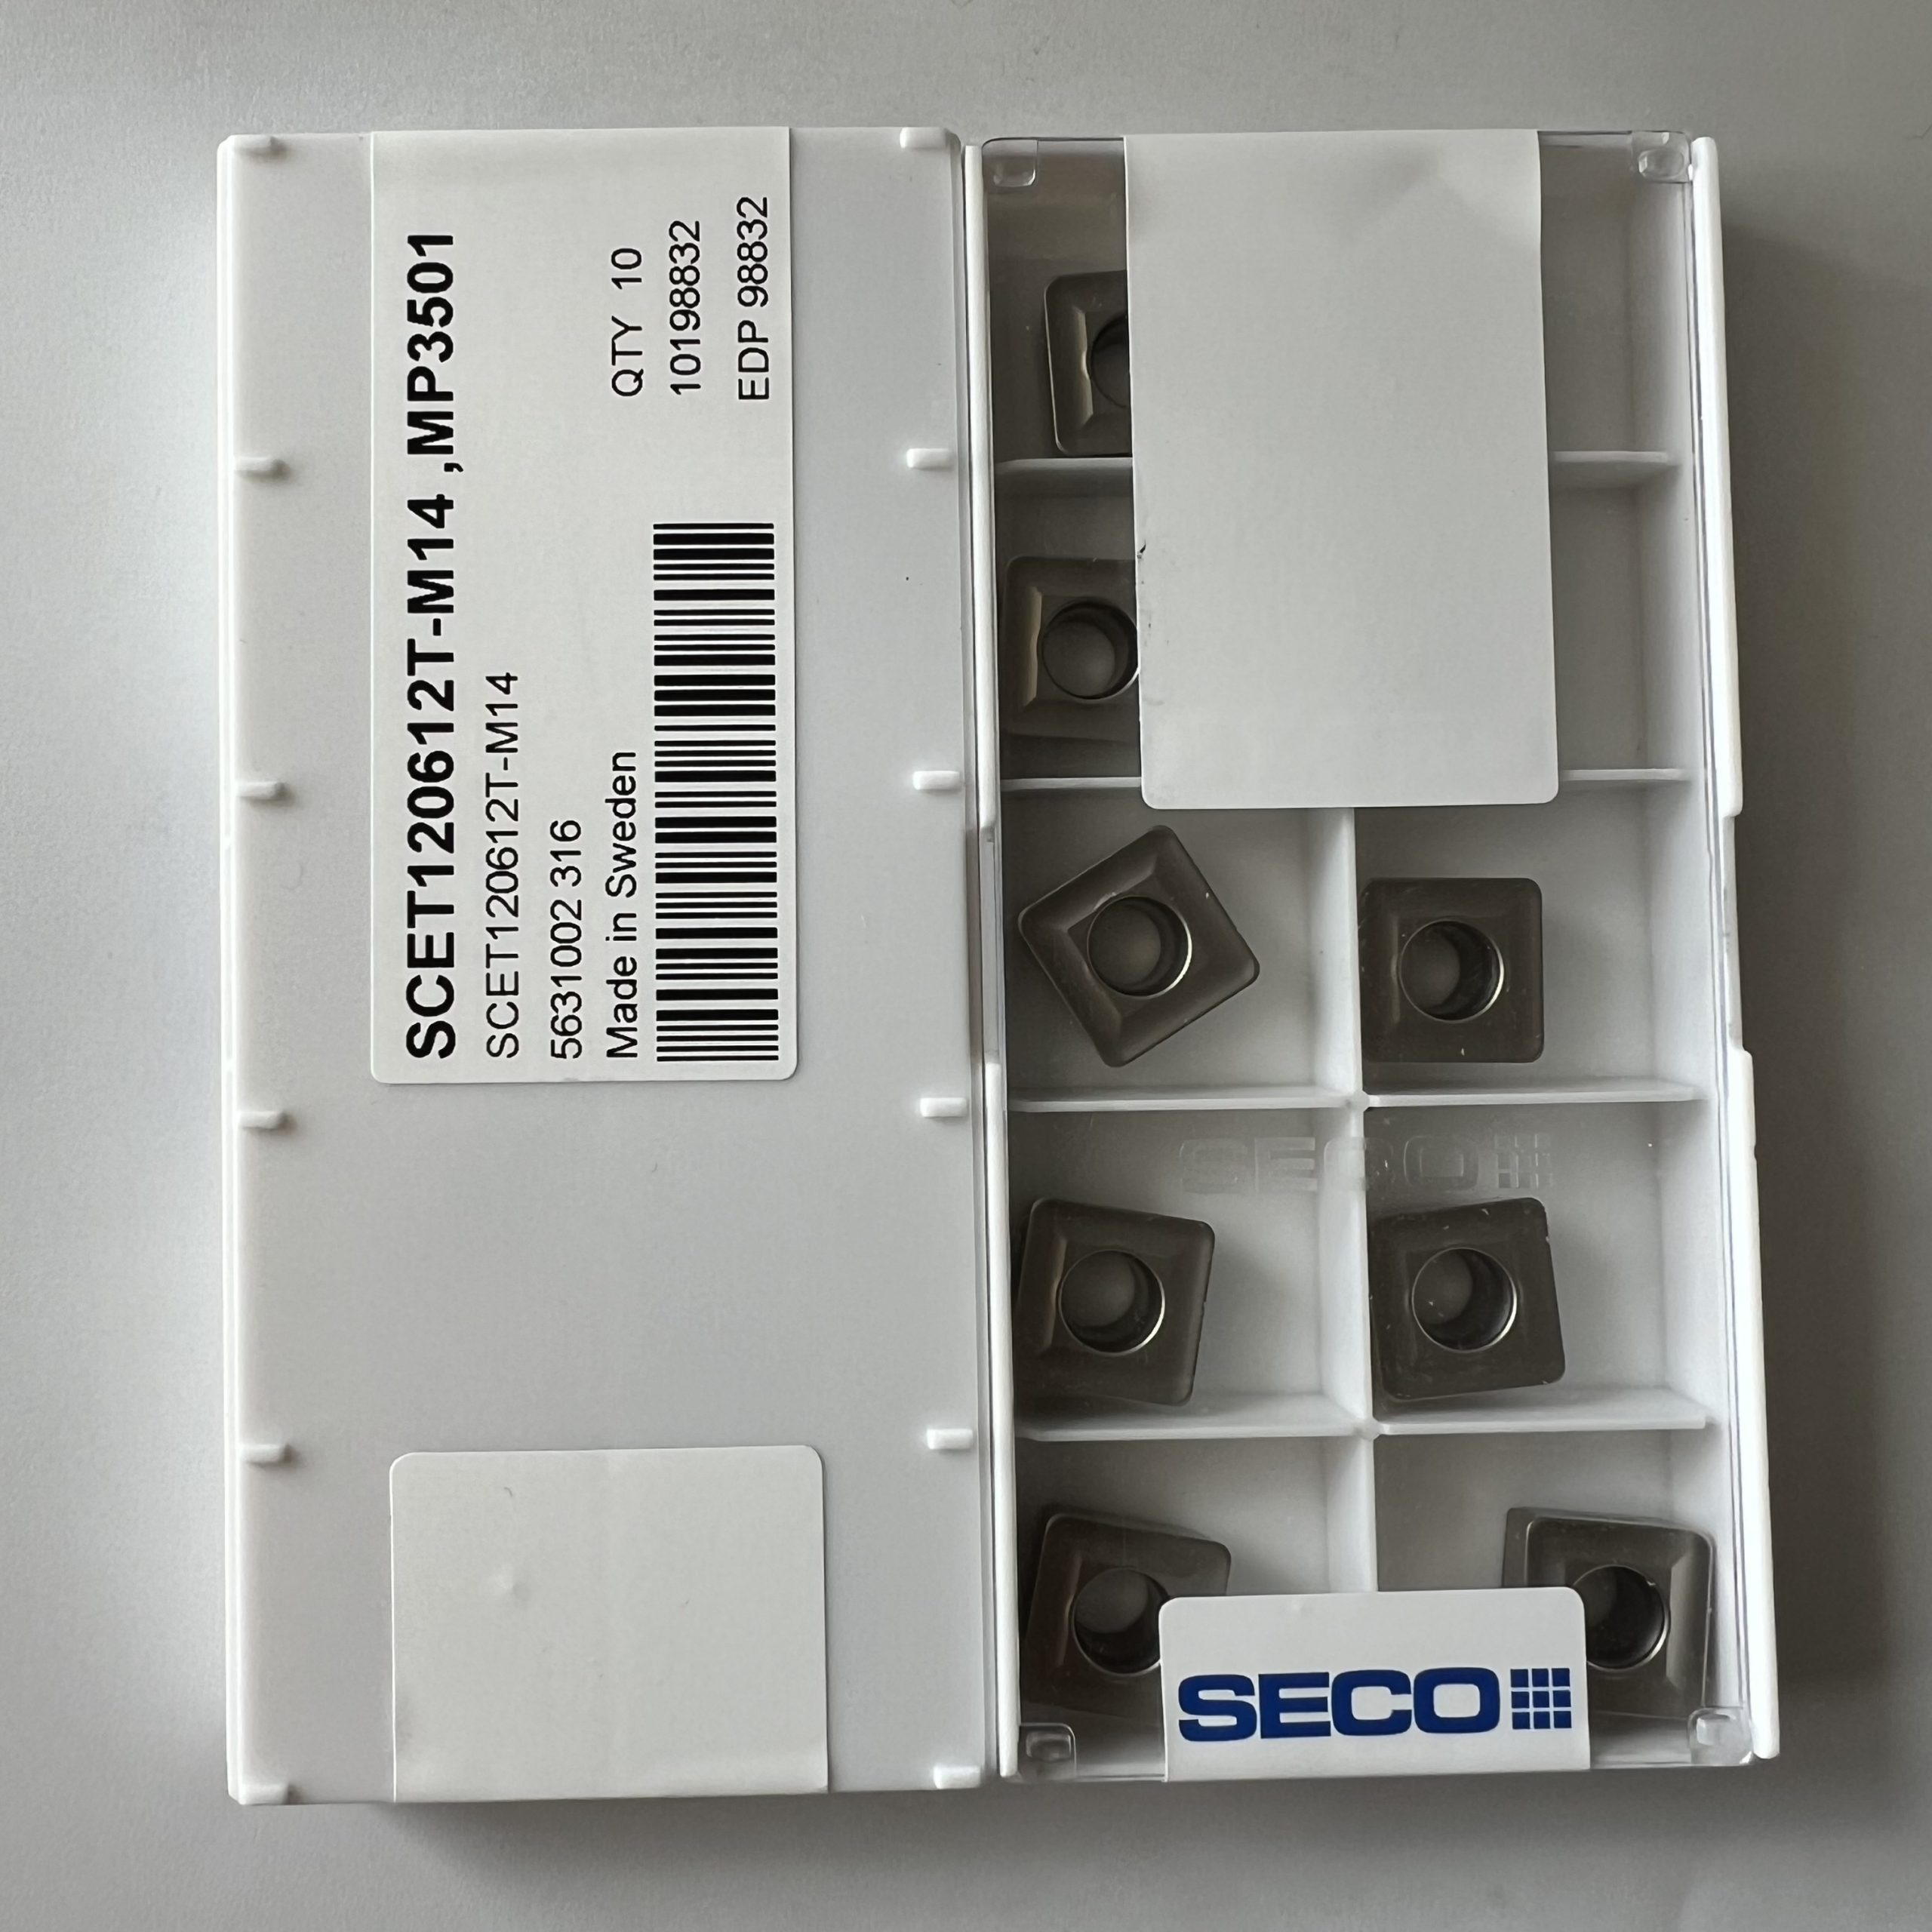 SCET120612T-M14 ,MP3501
SCET120612T-M14
5631002 316
Made in Sweden
QTY 10
10198832
EDP 98832
SECO
SECO